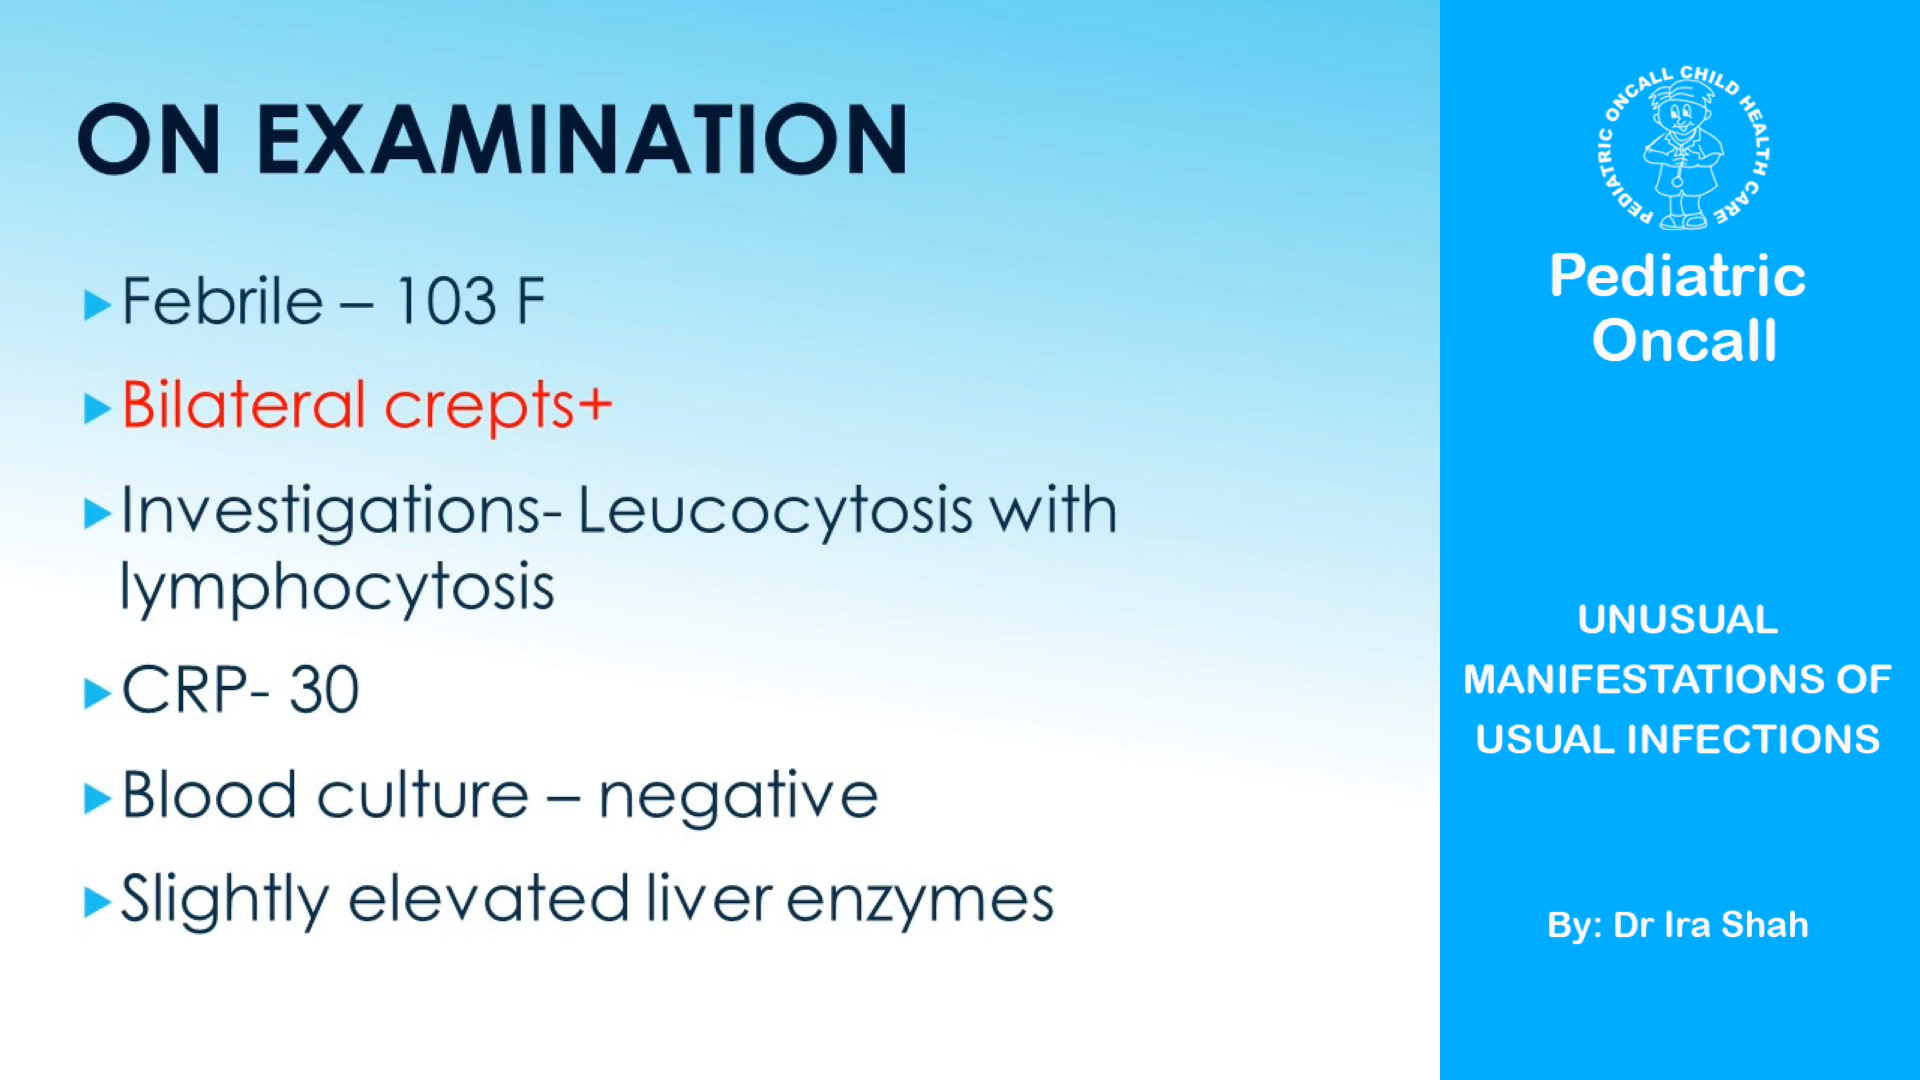 ON EXAMINATION
Febrile – 103 F
Bilateral crepts+
Investigations- Leucocytosis with
lymphocytosis
CRP- 30
Blood culture – negative
Slightly elevated liver enzymes
PEDIATRIC ONCALL CHILD HEALTH CARE
Pediatric
Oncall
UNUSUAL
MANIFESTATIONS OF
USUAL INFECTIONS
By: Dr Ira Shah